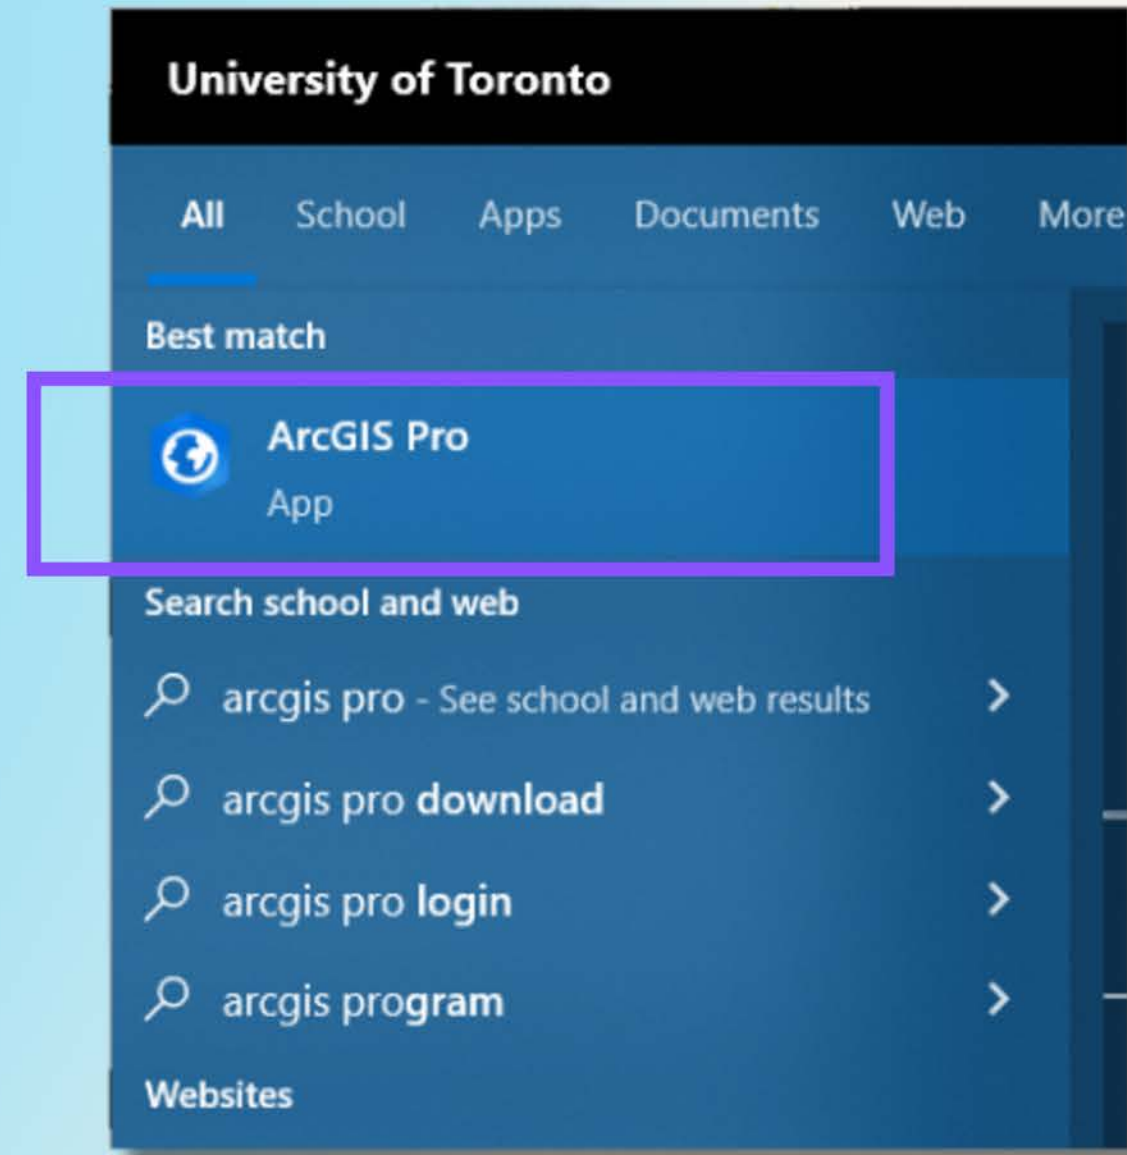 University of Toronto
All School Apps Documents Web More
Best match
ArcGIS Pro
App
Search school and web
arcgis pro - See school and web results
arcgis pro download
arcgis pro login
arcgis program
Websites